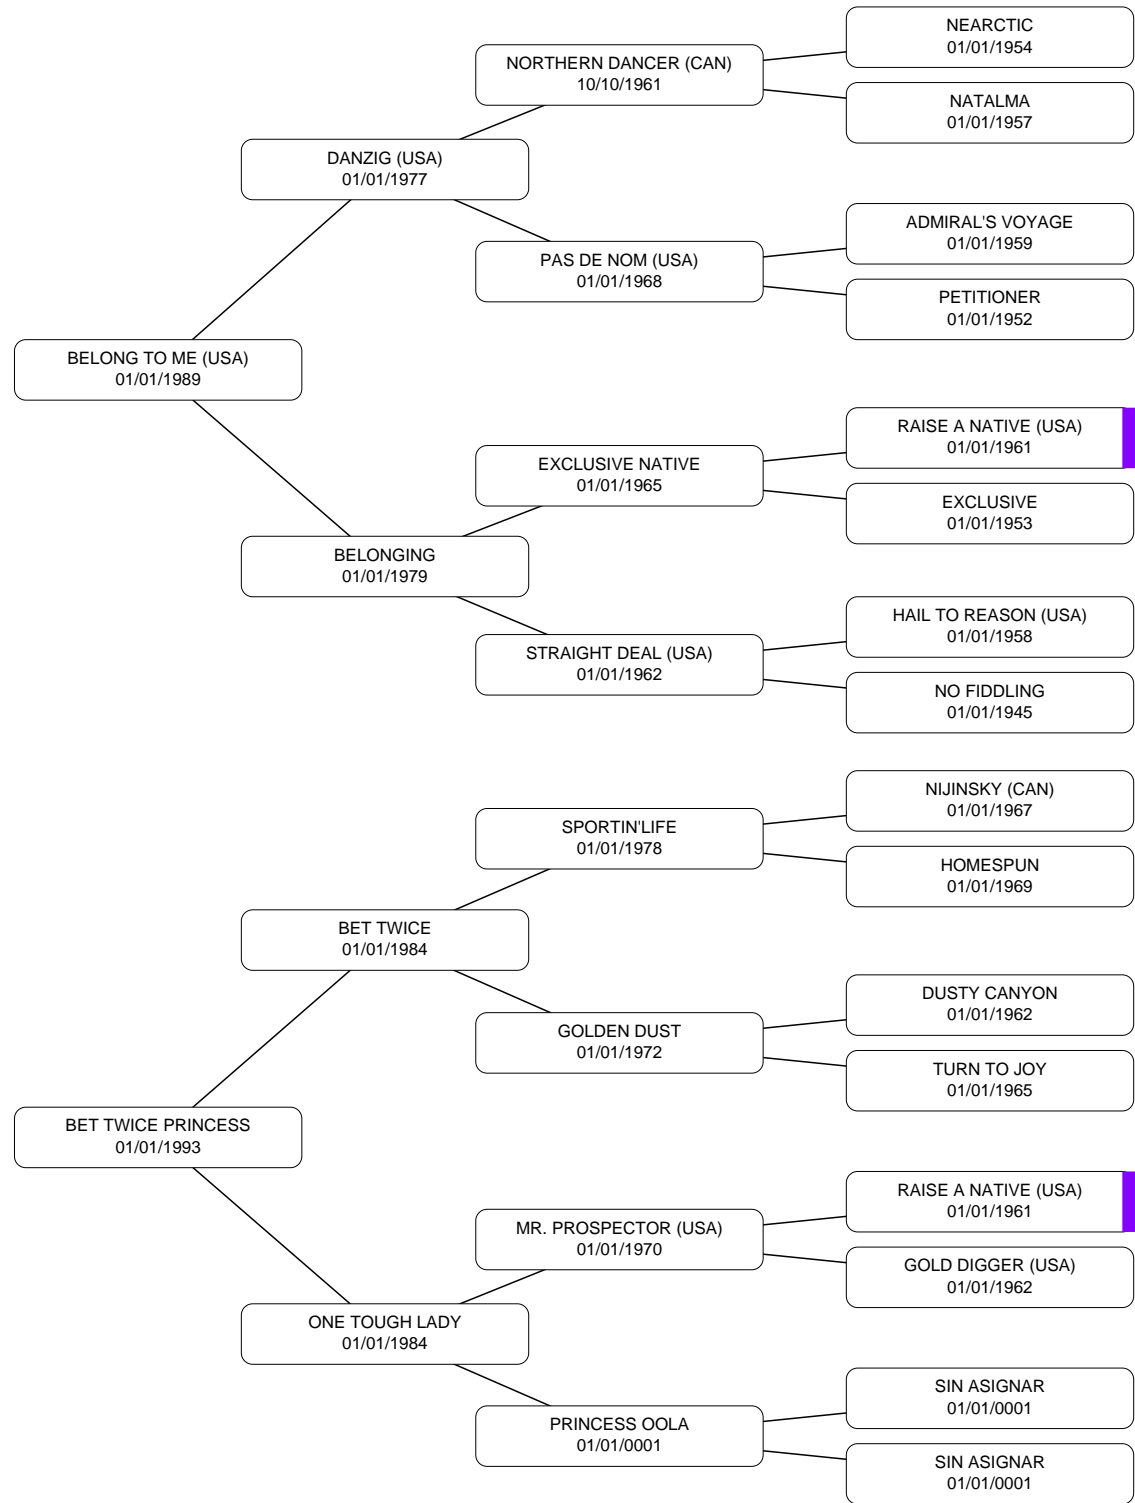 NEARCTIC
01/01/1954
NORTHERN DANCER (CAN)
10/10/1961
NATALMA
01/01/1957
DANZIG (USA)
01/01/1977
ADMIRAL'S VOYAGE
01/01/1959
PAS DE NOM (USA)
01/01/1968
PETITIONER
01/01/1952
BELONG TO ME (USA)
01/01/1989
RAISE A NATIVE (USA)
01/01/1961
EXCLUSIVE NATIVE
01/01/1965
EXCLUSIVE
01/01/1953
BELONGING
01/01/1979
HAIL TO REASON (USA)
01/01/1958
STRAIGHT DEAL (USA)
01/01/1962
NO FIDDLING
01/01/1945
NIJINSKY (CAN)
01/01/1967
SPORTIN'LIFE
01/01/1978
HOMESPUN
01/01/1969
BET TWICE
01/01/1984
DUSTY CANYON
01/01/1962
GOLDEN DUST
01/01/1972
TURN TO JOY
01/01/1965
BET TWICE PRINCESS
01/01/1993
RAISE A NATIVE (USA)
01/01/1961
MR. PROSPECTOR (USA)
01/01/1970
GOLD DIGGER (USA)
01/01/1962
ONE TOUGH LADY
01/01/1984
SIN ASIGNAR
01/01/0001
PRINCESS OOLA
01/01/0001
SIN ASIGNAR
01/01/0001